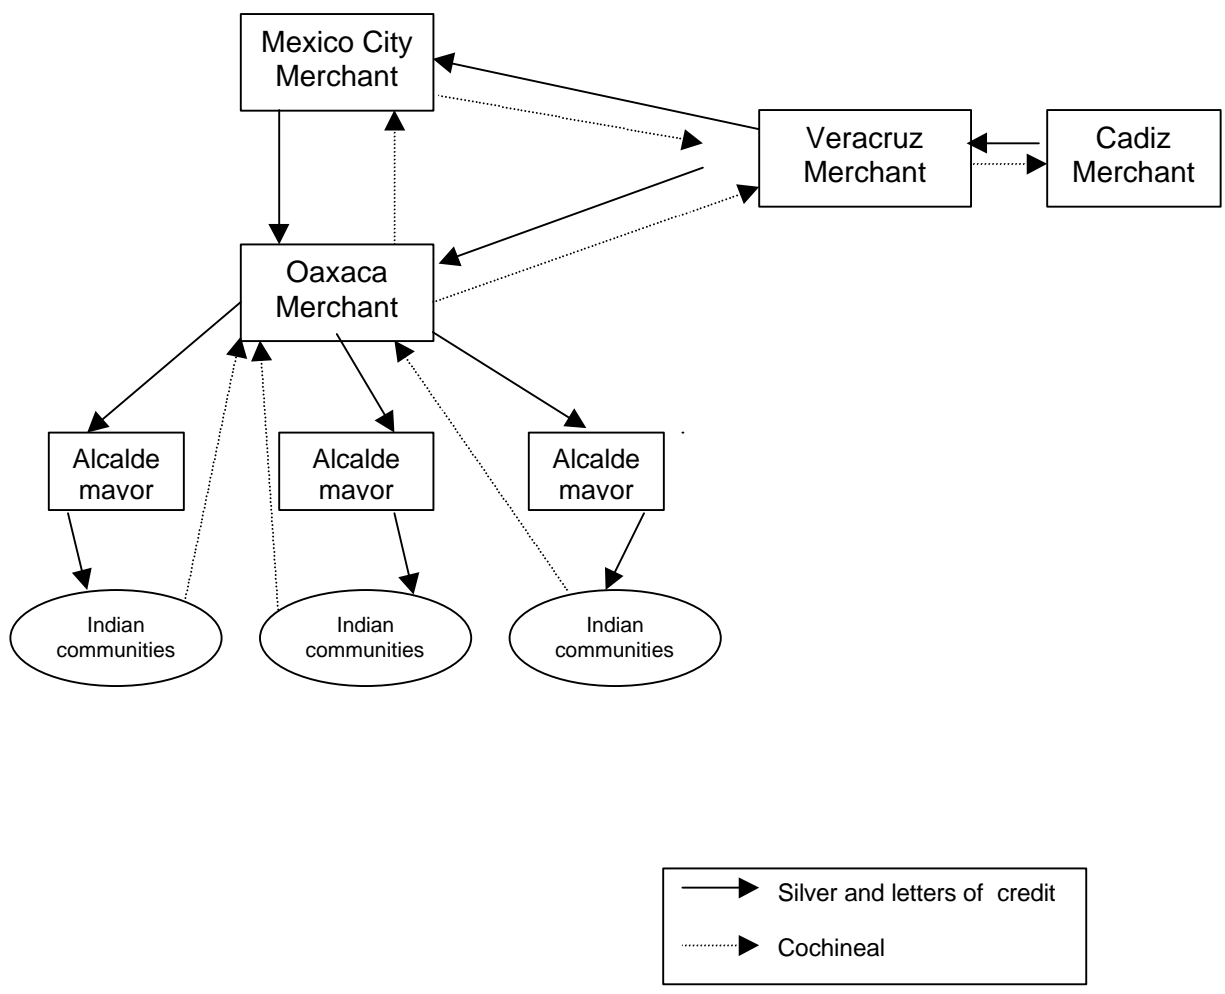 Mexico City
Merchant
Veracruz
Merchant
Cadiz
Merchant
Oaxaca
Merchant
Alcalde
mayor
Alcalde
mayor
Alcalde
mayor
Indian
communities
Indian
communities
Indian
communities
Silver and letters of credit
Cochineal